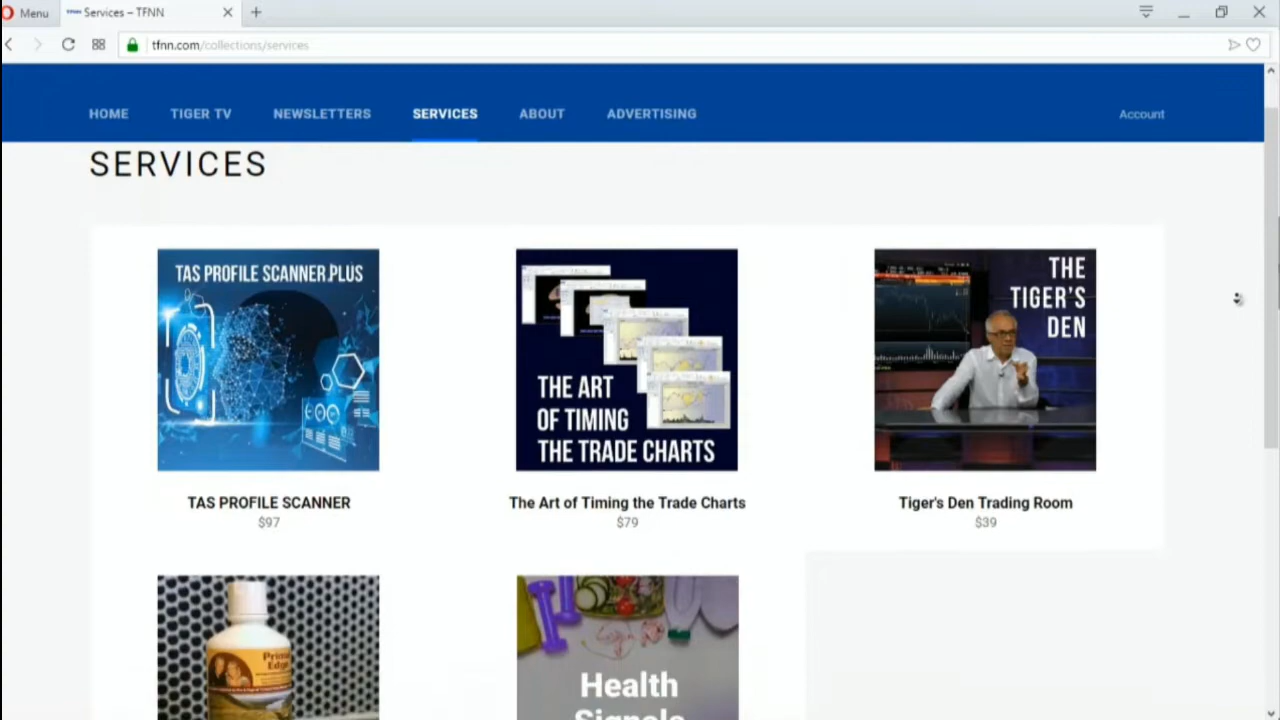 Menu
Services – TFNN
tfnn.com/collections/services
HOME
TIGER TV
NEWSLETTERS
SERVICES
ABOUT
ADVERTISING
Account
SERVICES
TAS PROFILE SCANNER.PLUS
THE ART
OF TIMING
THE TRADE CHARTS
THE
TIGER'S
DEN
TAS PROFILE SCANNER
$97
The Art of Timing the Trade Charts
$79
Tiger's Den Trading Room
$39
Edge
Health
Signals